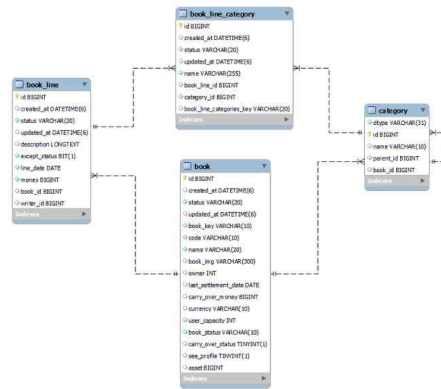 book_line_category
id BIGINT
created_at DATETIME(6)
status VARCHAR(20)
updated_at DATETIME(6)
name VARCHAR(255)
book_line_id BIGINT
category_id BIGINT
book_line_categories_key VARCHAR(20)
Indexes
book_line
id BIGINT
created_at DATETIME(6)
status VARCHAR(20)
updated_at DATETIME(6)
description LONGTEXT
except_status BIT(1)
line_date DATE
money BIGINT
book_id BIGINT
writer_id BIGINT
Indexes
category
dtype VARCHAR(31)
id BIGINT
name VARCHAR(10)
parent_id BIGINT
book_id BIGINT
Indexes
book
id BIGINT
created_at DATETIME(6)
status VARCHAR(20)
updated_at DATETIME(6)
book_key VARCHAR(10)
code VARCHAR(10)
name VARCHAR(20)
book_img VARCHAR(300)
owner INT
last_settlement_date DATE
carry_over_money BIGINT
currency VARCHAR(10)
user_capacity INT
book_status VARCHAR(10)
carry_over_status TINYINT(1)
see_profile TINYINT(1)
asset BIGINT
Indexes